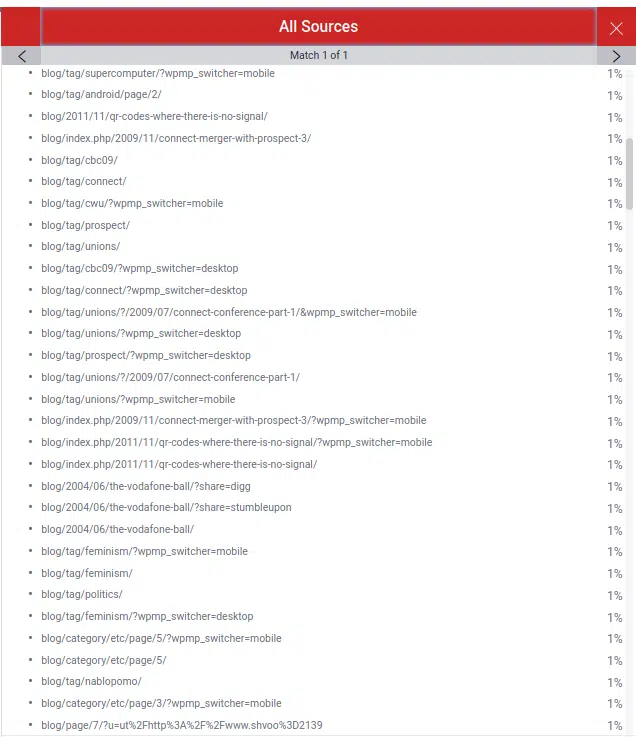 All Sources
Match 1 of 1
blog/tag/supercomputer/?wpmp_switcher=mobile 1%
blog/tag/android/page/2/ 1%
blog/2011/11/qr-codes-where-there-is-no-signal/ 1%
blog/index.php/2009/11/connect-merger-with-prospect-3/ 1%
blog/tag/cbc09/ 1%
blog/tag/connect/ 1%
blog/tag/cwu/?wpmp_switcher=mobile 1%
blog/tag/prospect/ 1%
blog/tag/unions/ 1%
blog/tag/cbc09/?wpmp_switcher=desktop 1%
blog/tag/connect/?wpmp_switcher=desktop 1%
blog/tag/unions/?/2009/07/connect-conference-part-1/&wpmp_switcher=mobile 1%
blog/tag/unions/?wpmp_switcher=desktop 1%
blog/tag/prospect/?wpmp_switcher=desktop 1%
blog/tag/unions/?/2009/07/connect-conference-part-1/ 1%
blog/tag/unions/?wpmp_switcher=mobile 1%
blog/index.php/2009/11/connect-merger-with-prospect-3/?wpmp_switcher=mobile 1%
blog/index.php/2011/11/qr-codes-where-there-is-no-signal/?wpmp_switcher=mobile 1%
blog/index.php/2011/11/qr-codes-where-there-is-no-signal/ 1%
blog/2004/06/the-vodafone-ball/?share=digg 1%
blog/2004/06/the-vodafone-ball/?share=stumbleupon 1%
blog/2004/06/the-vodafone-ball/ 1%
blog/tag/feminism/?wpmp_switcher=mobile 1%
blog/tag/feminism/ 1%
blog/tag/politics/ 1%
blog/tag/feminism/?wpmp_switcher=desktop 1%
blog/category/etc/page/5/?wpmp_switcher=mobile 1%
blog/category/etc/page/5/ 1%
blog/tag/nablopomo/ 1%
blog/category/etc/page/3/?wpmp_switcher=mobile 1%
blog/page/7/?u=ut%2Fhttp%3A%2F%2Fwww.shvoo%3D2139 1%